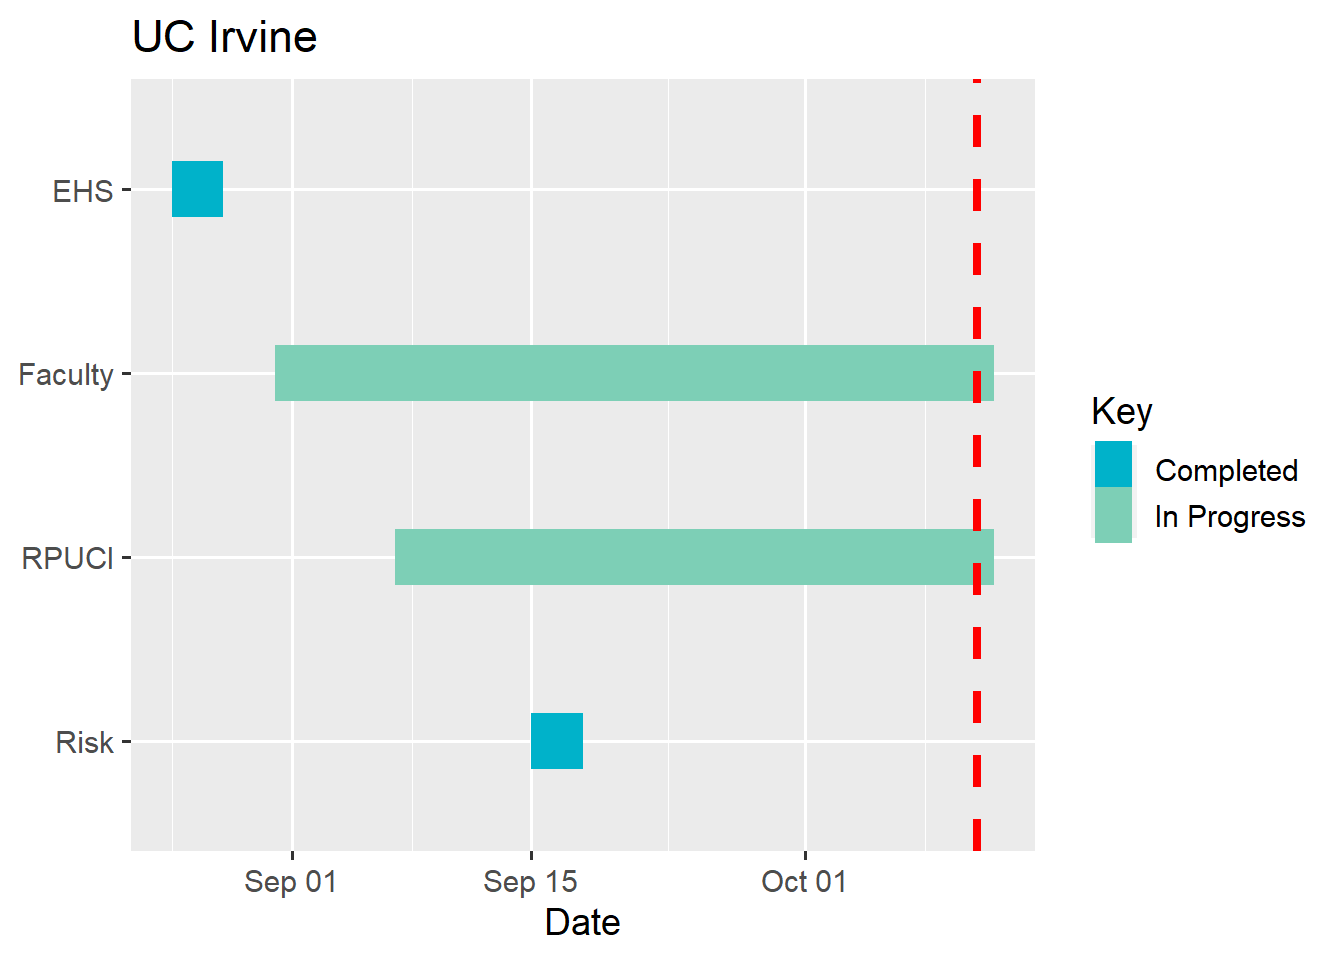 UC Irvine
EHS
Faculty
RPUCI
Risk
Sep 01
Sep 15
Oct 01
Date
Key
Completed
In Progress